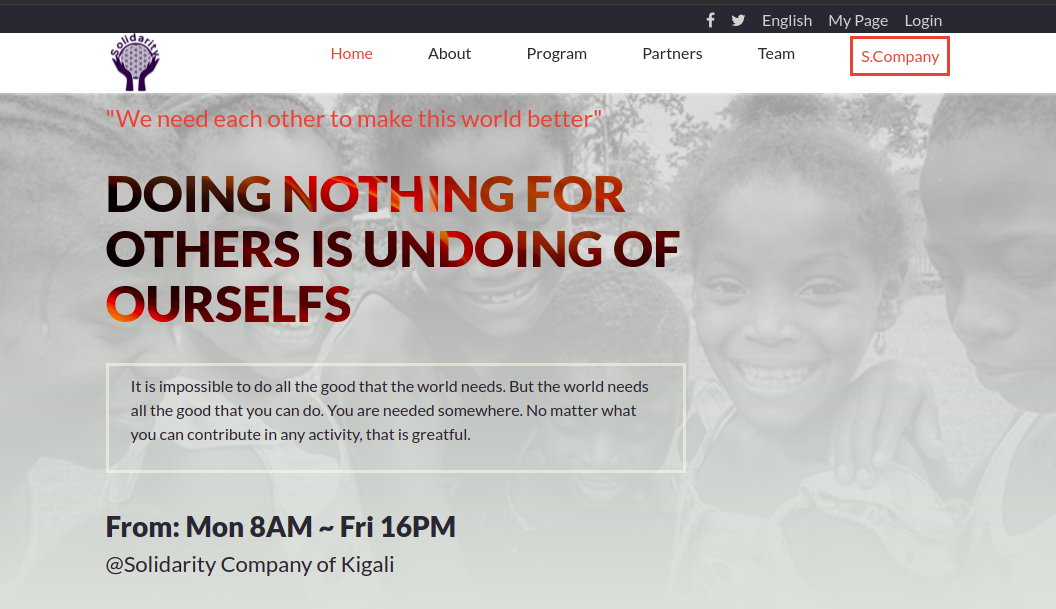 English My Page Login
Solidarity
Home About Program Partners Team S.Company
"We need each other to make this world better"
DOING NOTHING FOR
OTHERS IS UNDOING OF
OURSELFS
It is impossible to do all the good that the world needs. But the world needs
all the good that you can do. You are needed somewhere. No matter what
you can contribute in any activity, that is greatful.
From: Mon 8AM ~ Fri 16PM
@Solidarity Company of Kigali